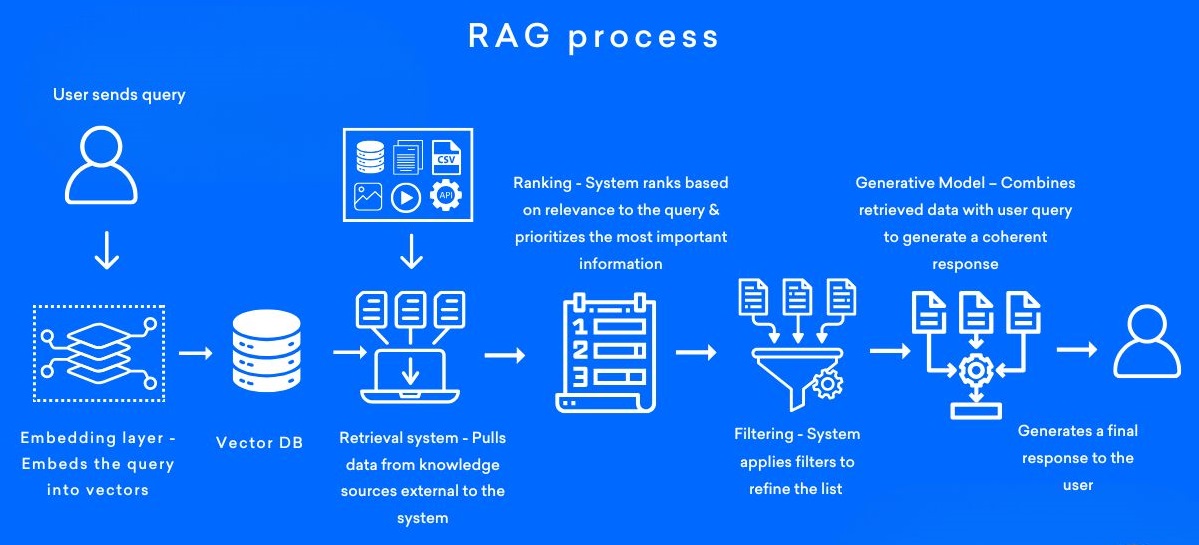 RAG process
User sends query
CSV
API
Ranking - System ranks based
on relevance to the query &
prioritizes the most important
information
Generative Model – Combines
retrieved data with user query
to generate a coherent
response
1
2
3
Embedding layer -
Embeds the query
into vectors
Vector DB
Retrieval system - Pulls
data from knowledge
sources external to the
system
Filtering - System
applies filters to
refine the list
Generates a final
response to the
user